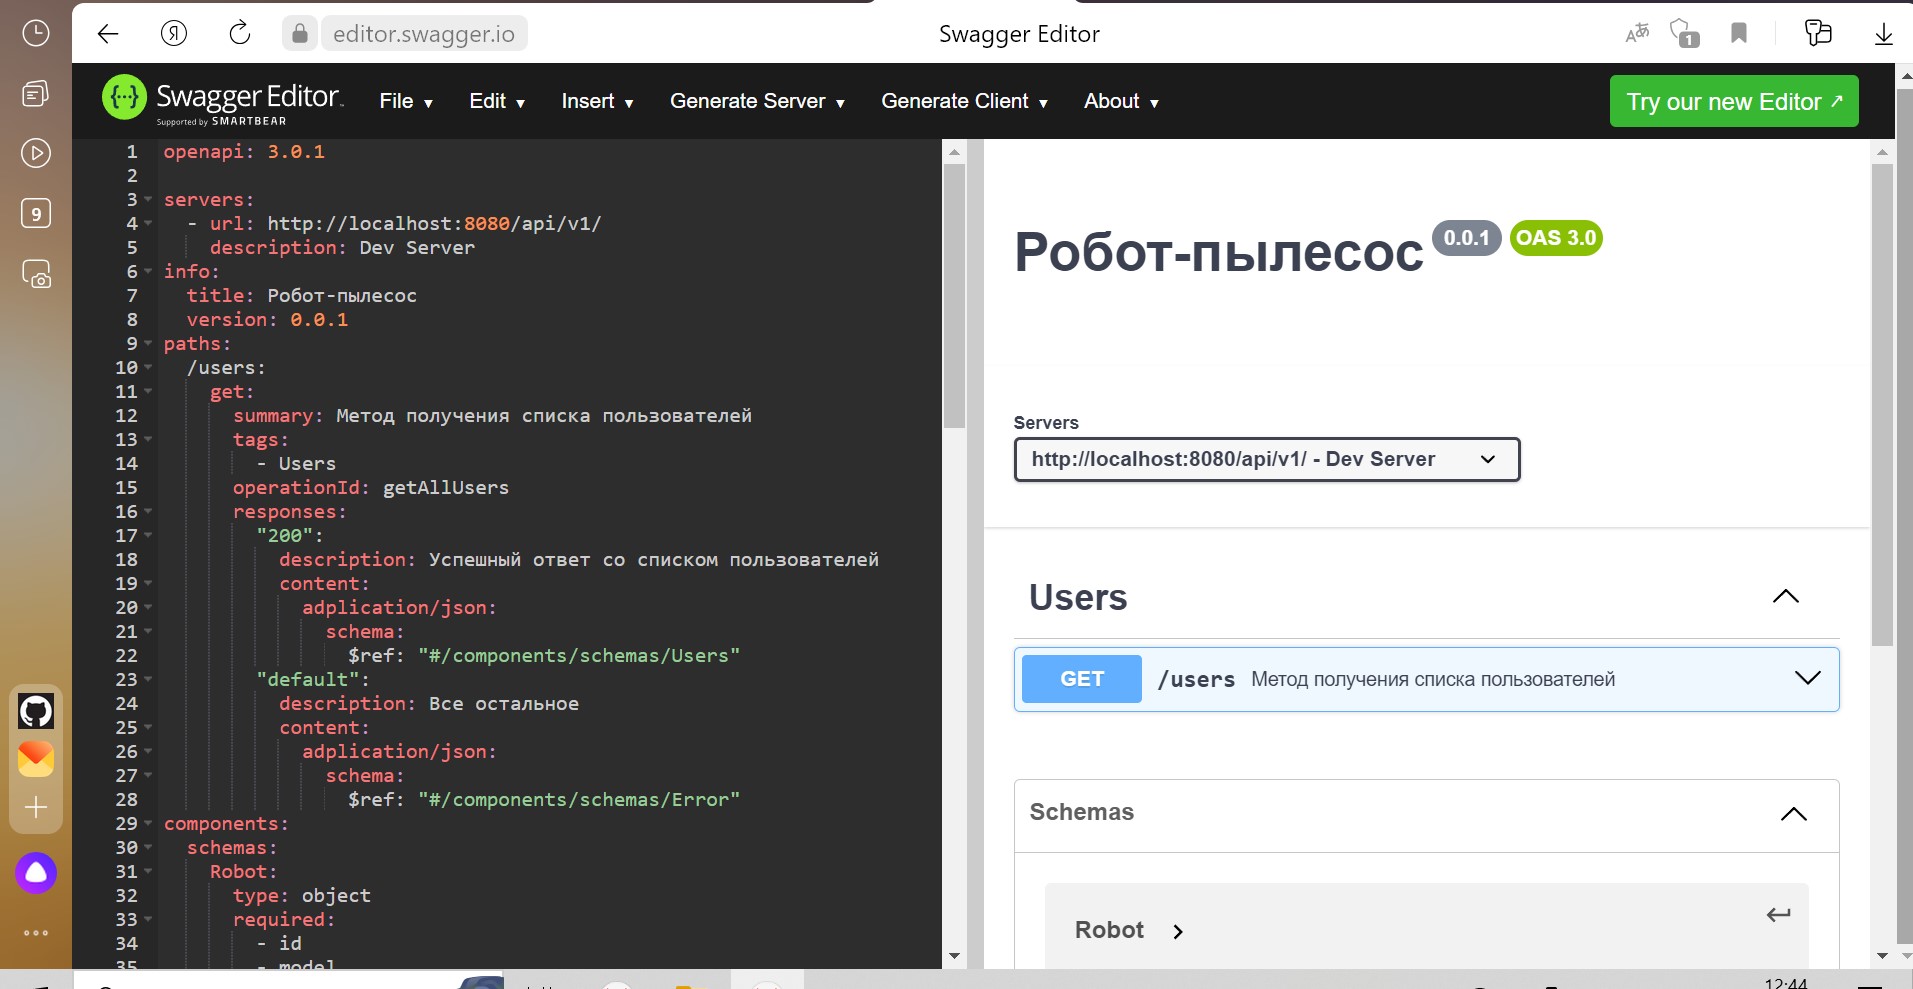 editor.swagger.io
Swagger Editor
1
9
Swagger Editor
Supported by SMARTBEAR
File
Edit
Insert
Generate Server
Generate Client
About
Try our new Editor
1 openapi: 3.0.1
2
3 servers:
4 - url: http://localhost:8080/api/v1/
5 description: Dev Server
6 info:
7 title: Робот-пылесос
8 version: 0.0.1
9 paths:
10 /users:
11 get:
12 summary: Метод получения списка пользователей
13 tags:
14 - Users
15 operationId: getAllUsers
16 responses:
17 "200":
18 description: Успешный ответ со списком пользователей
19 content:
20 adplication/json:
21 schema:
22 $ref: "#/components/schemas/Users"
23 "default":
24 description: Все остальное
25 content:
26 adplication/json:
27 schema:
28 $ref: "#/components/schemas/Error"
29 components:
30 schemas:
31 Robot:
32 type: object
33 required:
34 - id
35 - model
Робот-пылесос 0.0.1 OAS 3.0
Servers
http://localhost:8080/api/v1/ - Dev Server
Users
GET /users Метод получения списка пользователей
Schemas
Robot
12:44